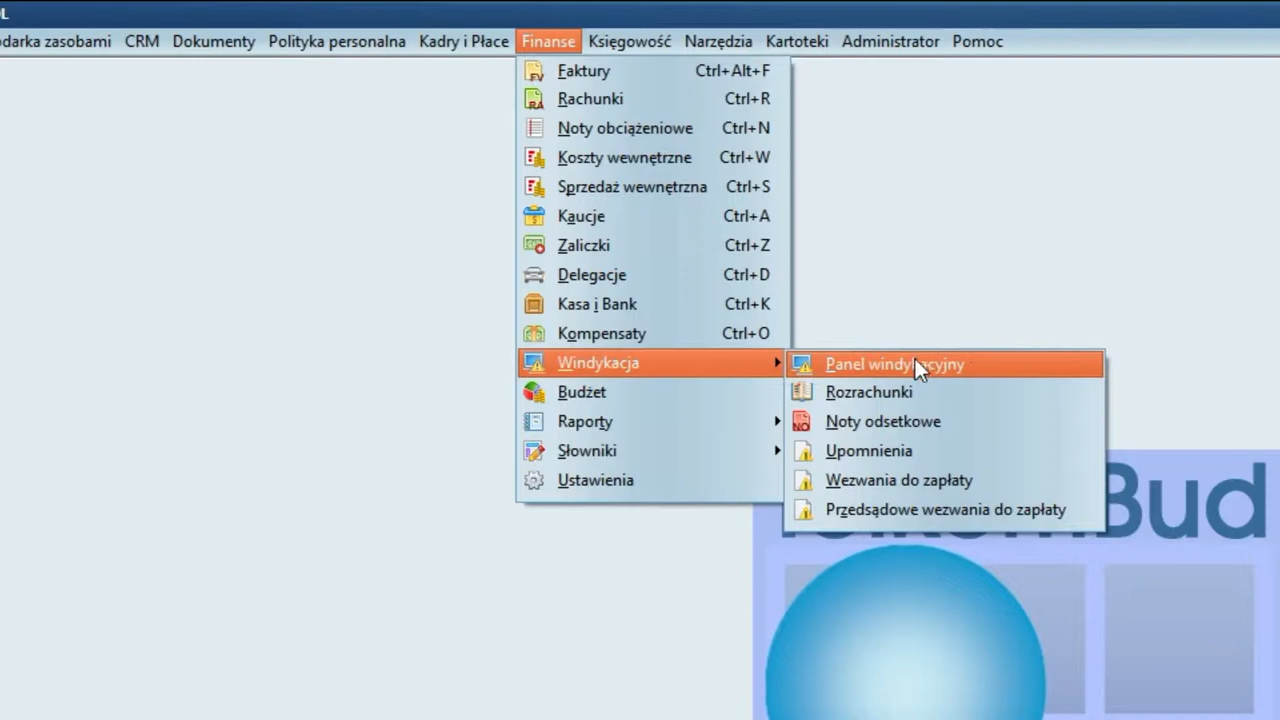 OL
odarka zasobami CRM Dokumenty Polityka personalna Kadry i Płace Finanse Księgowość Narzędzia Kartoteki Administrator Pomoc
Faktury Ctrl+Alt+F
Rachunki Ctrl+R
Noty obciążeniowe Ctrl+N
Koszty wewnętrzne Ctrl+W
Sprzedaż wewnętrzna Ctrl+S
Kaucje Ctrl+A
Zaliczki Ctrl+Z
Delegacje Ctrl+D
Kasa i Bank Ctrl+K
Kompensaty Ctrl+O
Windykacja
Budżet
Raporty
Słowniki
Ustawienia
Panel windykacyjny
Rozrachunki
Noty odsetkowe
Upomnienia
Wezwania do zapłaty
Przedsądowe wezwania do zapłaty
Bud